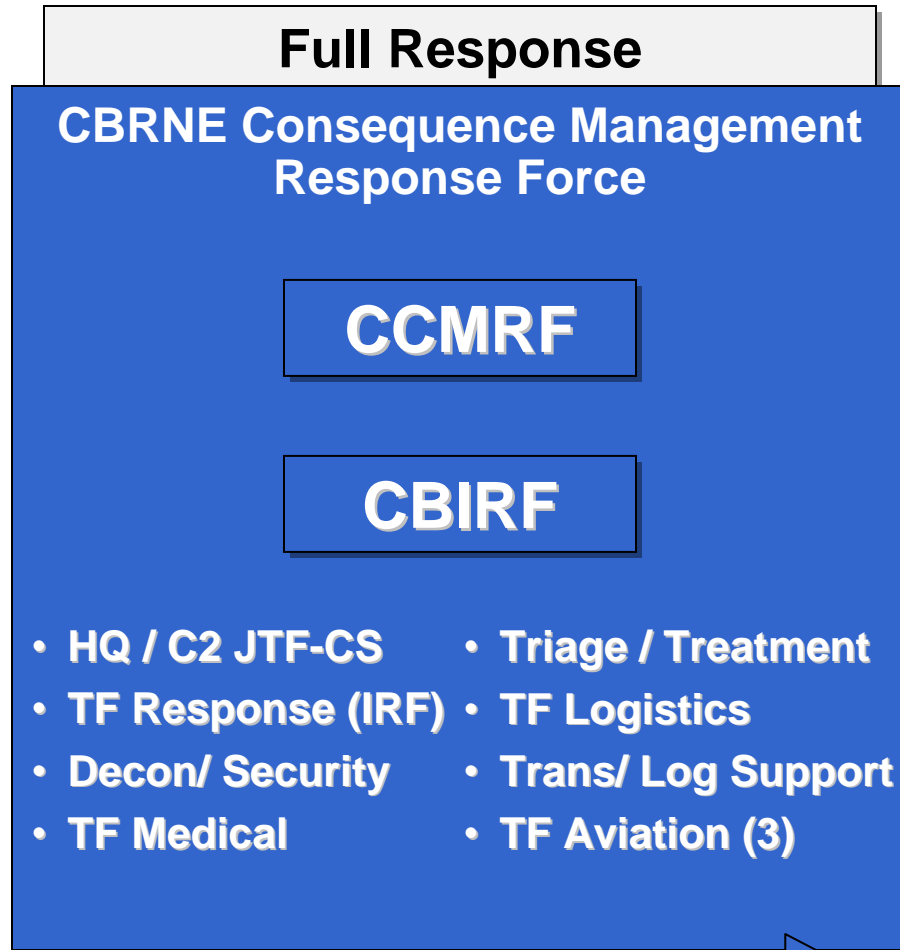 Full Response
CBRNE Consequence Management
Response Force
CCMRF
CBIRF
• HQ / C2 JTF-CS
• TF Response (IRF)
• Decon/ Security
• TF Medical
• Triage / Treatment
• TF Logistics
• Trans/ Log Support
• TF Aviation (3)